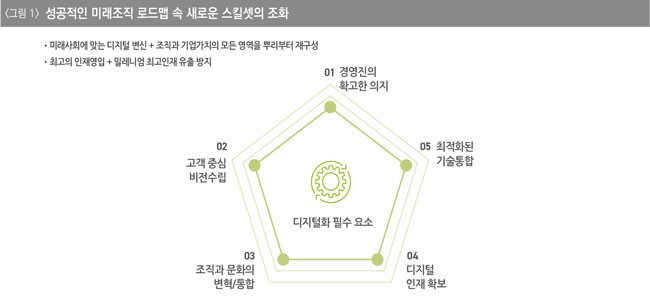 〈그림 1〉 성공적인 미래조직 로드맵 속 새로운 스킬셋의 조화
• 미래사회에 맞는 디지털 변신 + 조직과 기업가치의 모든 영역을 뿌리부터 재구성
• 최고의 인재영입 + 밀레니엄 최고인재 유출 방지
01 경영진의
확고한 의지
02
고객 중심
비전수립
05 최적화된
기술통합
디지털화 필수 요소
03
조직과 문화의
변혁/통합
04
디지털
인재 확보